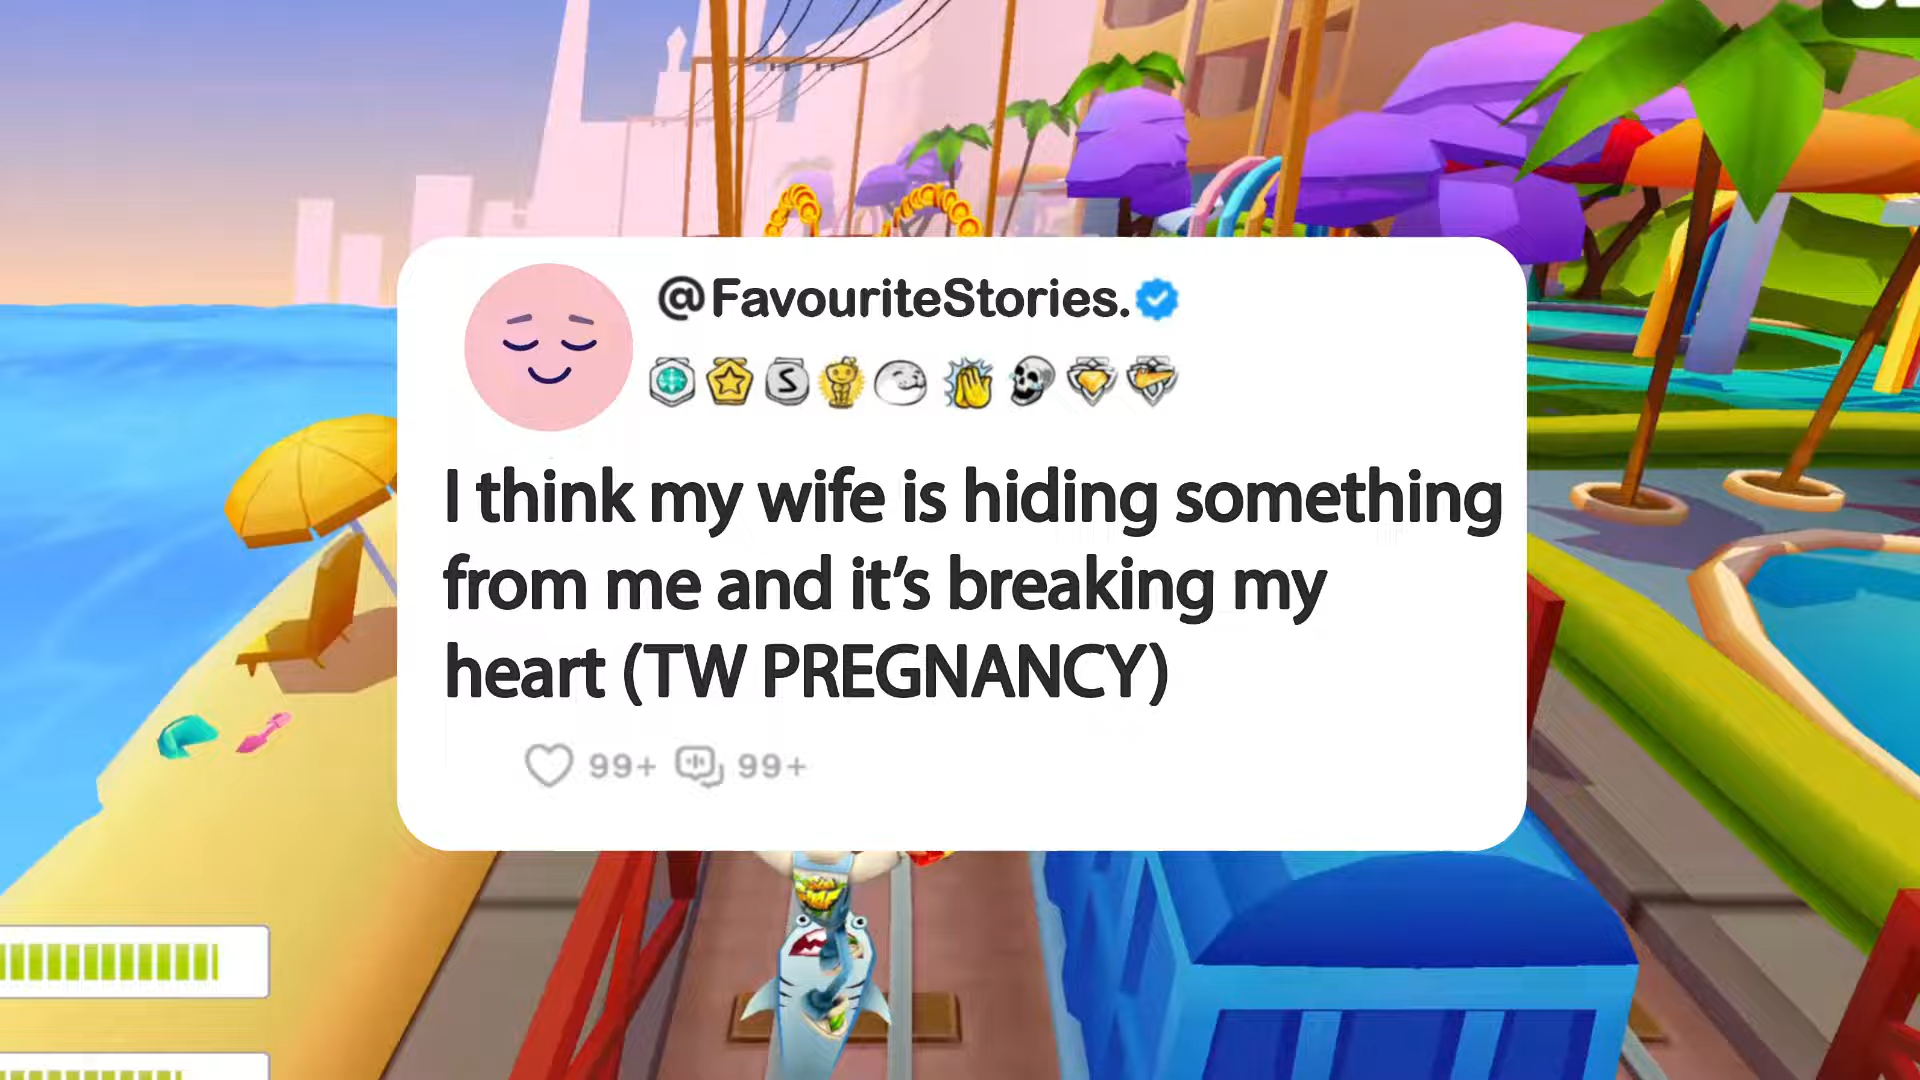 @FavouriteStories.
I think my wife is hiding something
from me and it’s breaking my
heart (TW PREGNANCY)
99+ 99+